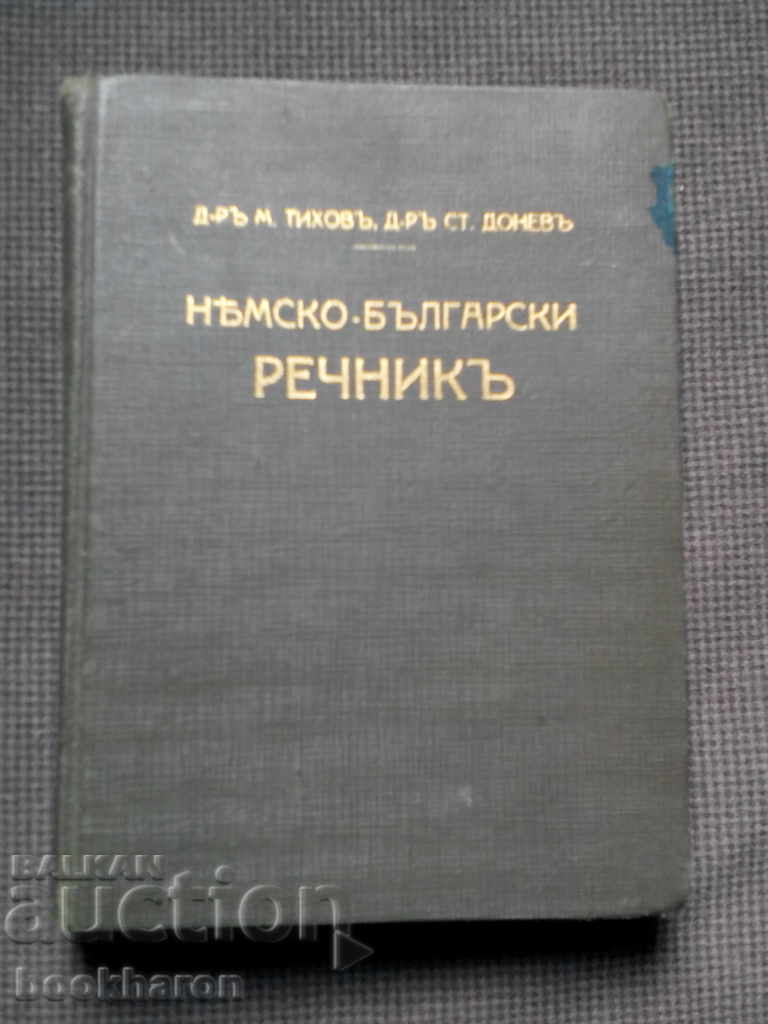 Д-РЪ М. ТИХОВЪ, Д-РЪ СТ. ДОНЕВЪ
НѢМСКО-БЪЛГАРСКИ
РЕЧНИКЪ
BALKAN
auction
bookharon